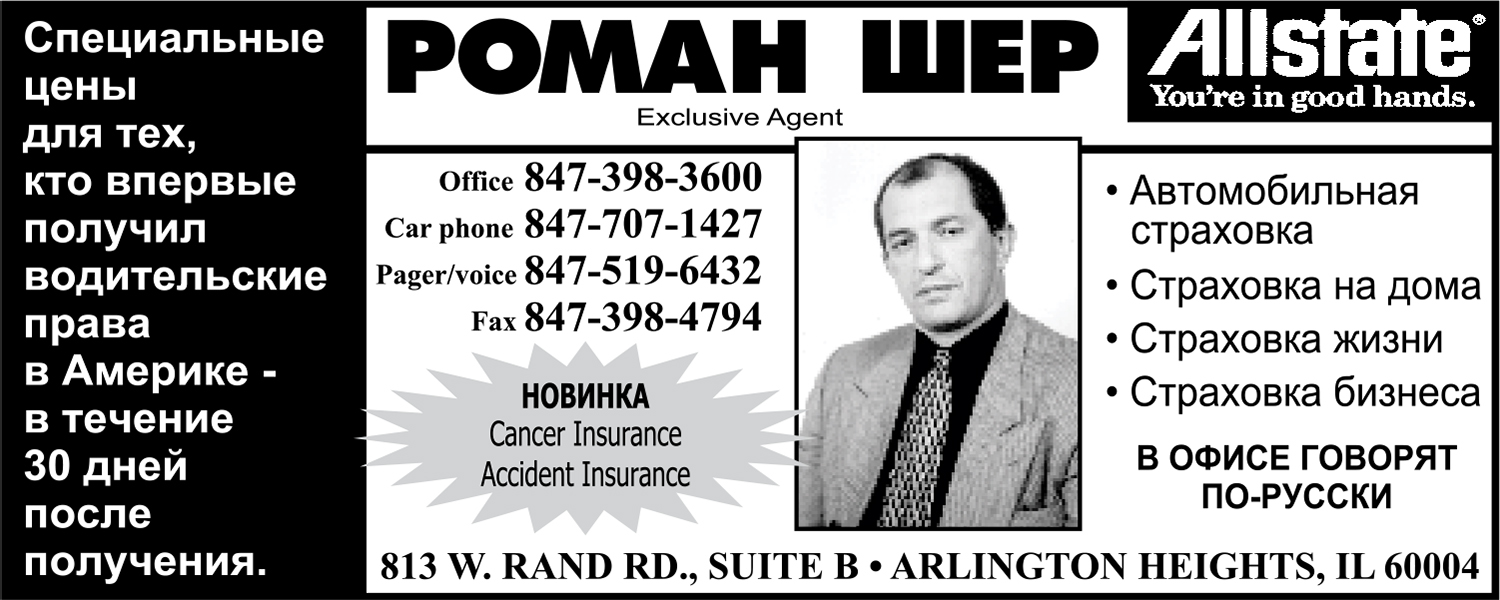 Специальные
цены
для тех,
кто впервые
получил
водительские
права
в Америке -
в течение
30 дней
после
получения.
РОМАН ШЕР
Exclusive Agent
Allstate®
You're in good hands.
Office 847-398-3600
Car phone 847-707-1427
Pager/voice 847-519-6432
Fax 847-398-4794
НОВИНКА
Cancer Insurance
Accident Insurance
• Автомобильная
страховка
• Страховка на дома
• Страховка жизни
• Страховка бизнеса
В ОФИСЕ ГОВОРЯТ
ПО-РУССКИ
813 W. RAND RD., SUITE B • ARLINGTON HEIGHTS, IL 60004